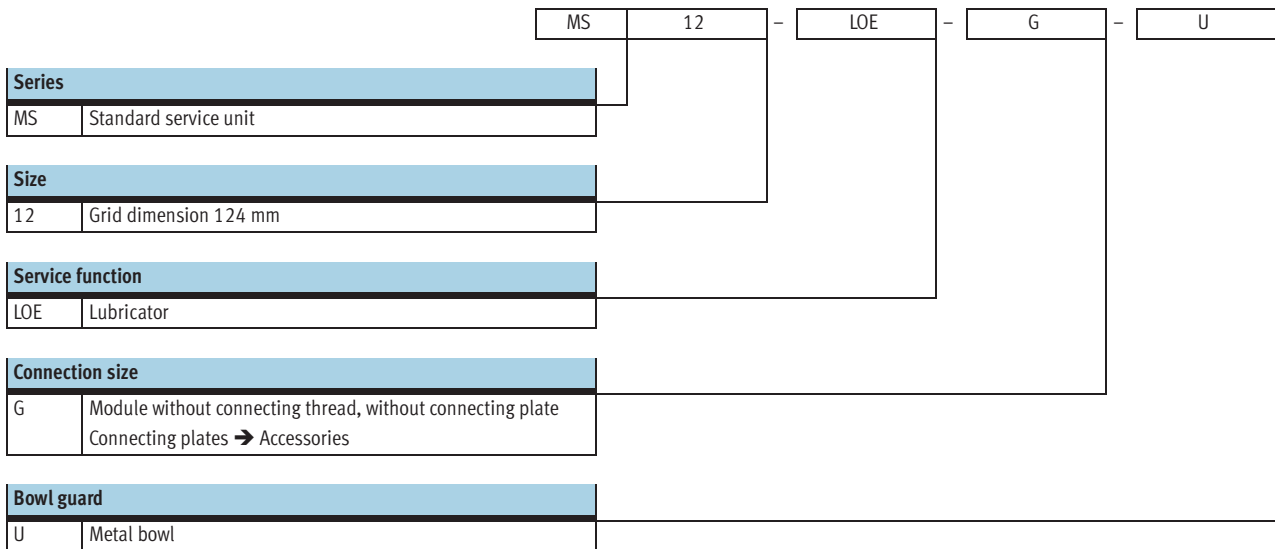 MS 12 – LOE – G – U
Series
MS Standard service unit
Size
12 Grid dimension 124 mm
Service function
LOE Lubricator
Connection size
G Module without connecting thread, without connecting plate
Connecting plates ➔ Accessories
Bowl guard
U Metal bowl